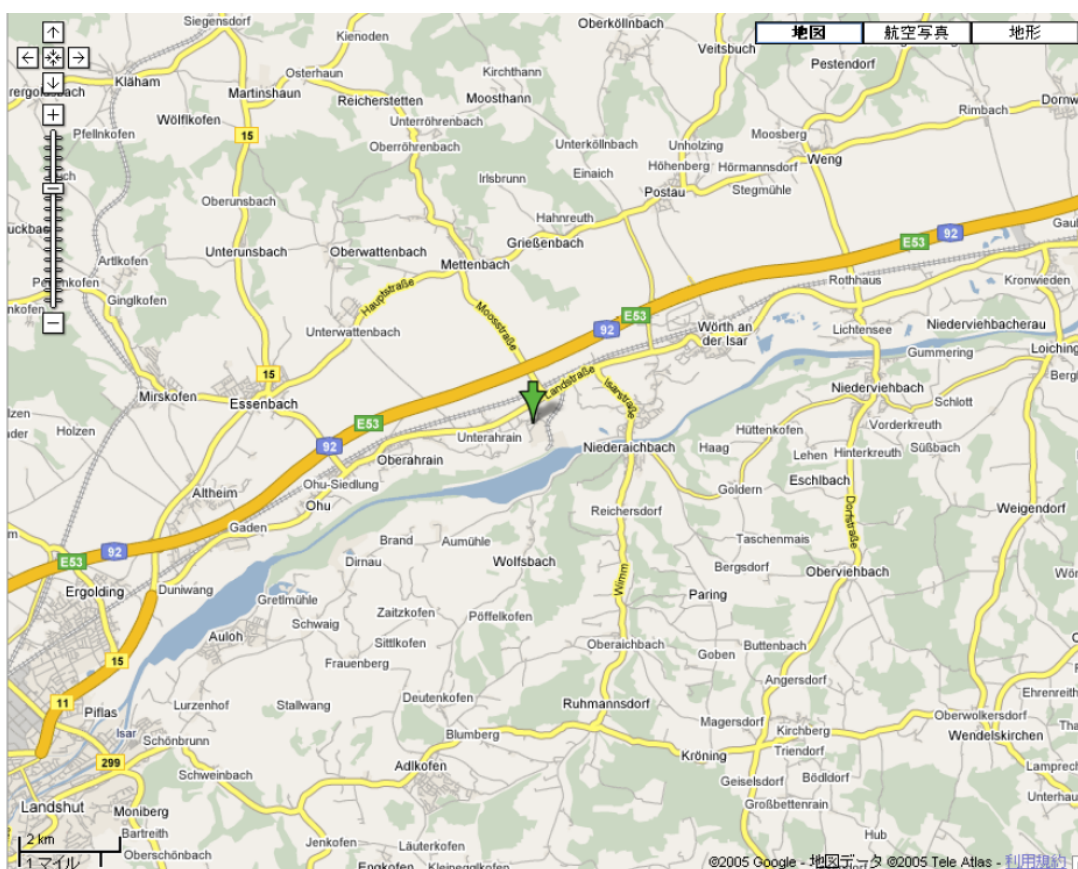 Siegensdorf
Kienoden
Oberköllnbach
Veitsbuch
地図
航空写真
地形
Pestendorf
Kläham
Osterhaun
Kirchthann
Martinshaun
Reicherstetten
Moosthann
Rimbach
Wölflkofen
Unterröhrenbach
Moosberg
Pfellnkofen
15
Oberröhrenbach
Unterköllnbach
Unholzing
Weng
Höhenberg
Hörmannsdorf
Irlsbrunn
Einaich
Postau
Stegmühle
Oberunsbach
Hahnreuth
Unterunsbach
Oberwattenbach
Grießenbach
E53
92
Artlkofen
Mettenbach
Ginglkofen
Hauptstraße
Rothhaus
Kronwieden
Moosstraße
E53
92
Unterwattenbach
Wörth an
der Isar
Lichtensee
Niederviehbacherau
Gummering
Loiching
15
Landstraße
Isarstraße
Mirskofen
Essenbach
Niederviehbach
Schlott
Holzen
E53
92
Unterahrain
Niederaichbach
Haag
Hüttenkofen
Vorderkreuth
Oberahrain
Lehen
Hinterkreuth
Süßbach
Ohu-Siedlung
Altheim
Ohu
Goldern
Eschlbach
Reichersdorf
Dorfstraße
Weigendorf
Gaden
Brand
Aumühle
Taschenmais
E53
92
Dirnau
Wolfsbach
Bergsdorf
Oberviehbach
Ergolding
Duniwang
Gretlmühle
Wimm
Paring
Schwaig
Zaitzkofen
Pöffelkofen
Auloh
Sittlkofen
Oberaichbach
Buttenbach
15
Frauenberg
Goben
Angersdorf
11
Piflas
Lurzenhof
Stallwang
Deutenkofen
Ruhmannsdorf
Ehrenreith
Isar
Schönbrunn
Blumberg
Magersdorf
Kirchberg
Oberwolkersdorf
Wendelskirchen
299
Kröning
Triendorf
Schweinbach
Adlkofen
Geiselsdorf
Bödldorf
Landshut
Moniberg
Großbettenrain
Bartreith
Hub
2 km
1 マイル
Oberschönbach
Jenkofen
Läuterkofen
©2005 Google - 地図データ ©2005 Tele Atlas - 利用規約